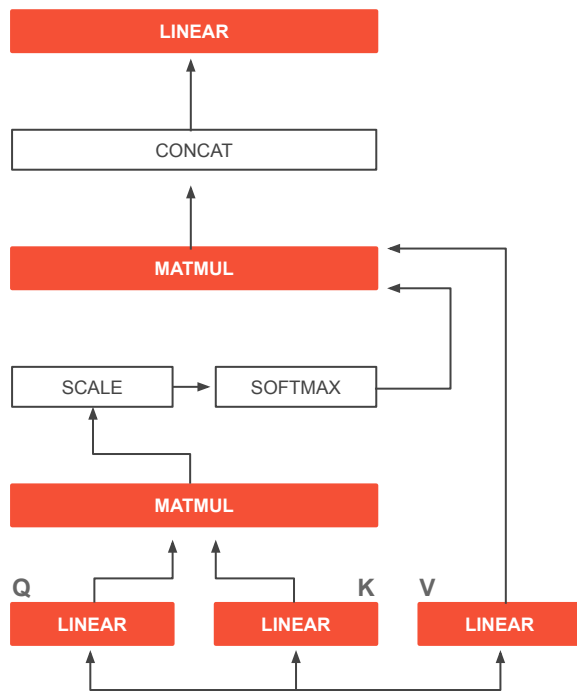 LINEAR
CONCAT
MATMUL
SCALE SOFTMAX
MATMUL
Q K V
LINEAR LINEAR LINEAR